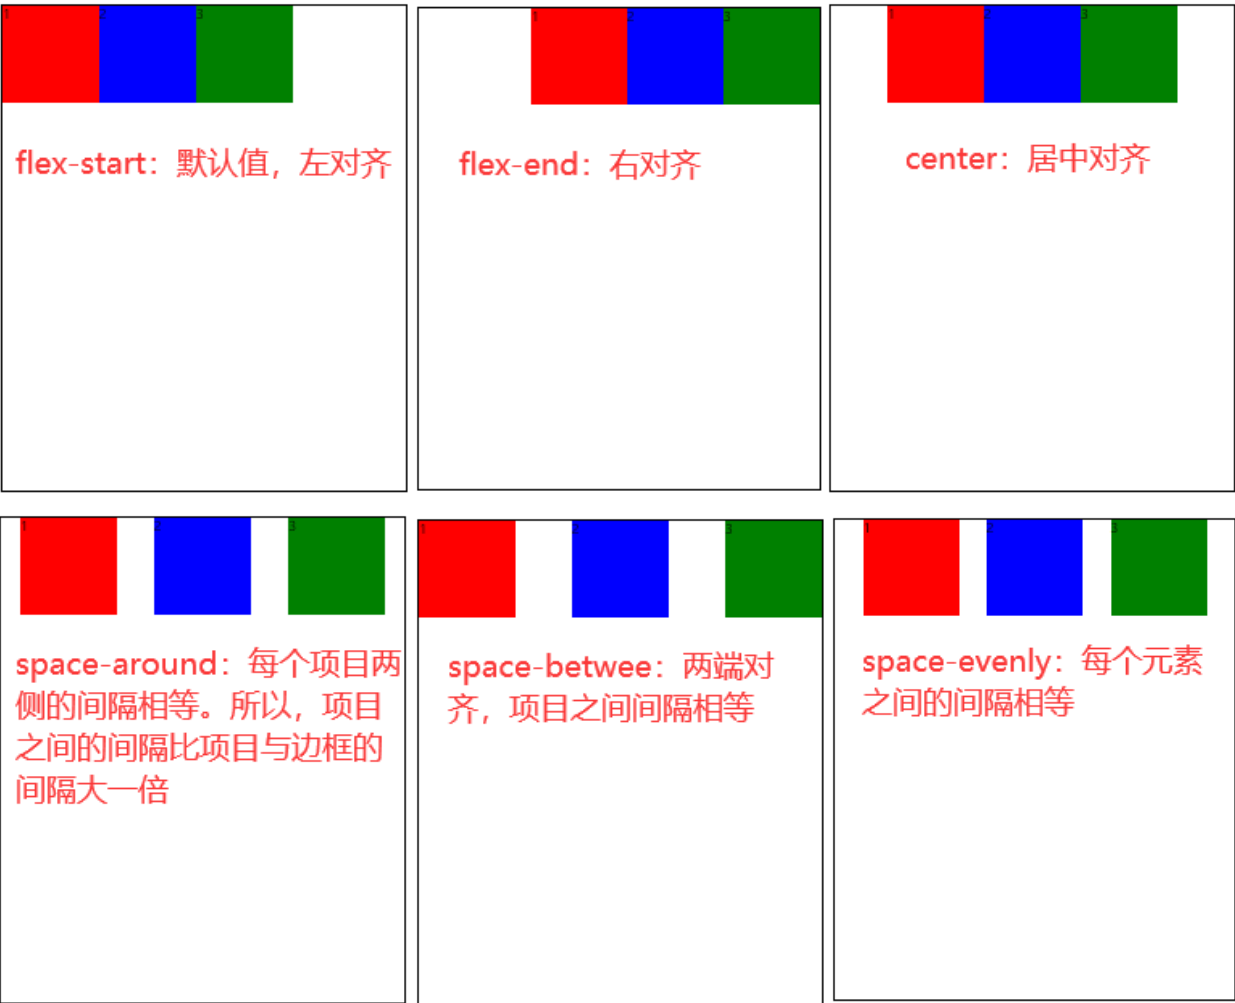 1 2 3
flex-start：默认值，左对齐
1 2 3
flex-end：右对齐
1 2 3
center：居中对齐
1 2 3
space-around：每个项目两
侧的间隔相等。所以，项目
之间的间隔比项目与边框的
间隔大一倍
1 2 3
space-betwee：两端对
齐，项目之间间隔相等
1 2 3
space-evenly：每个元素
之间的间隔相等